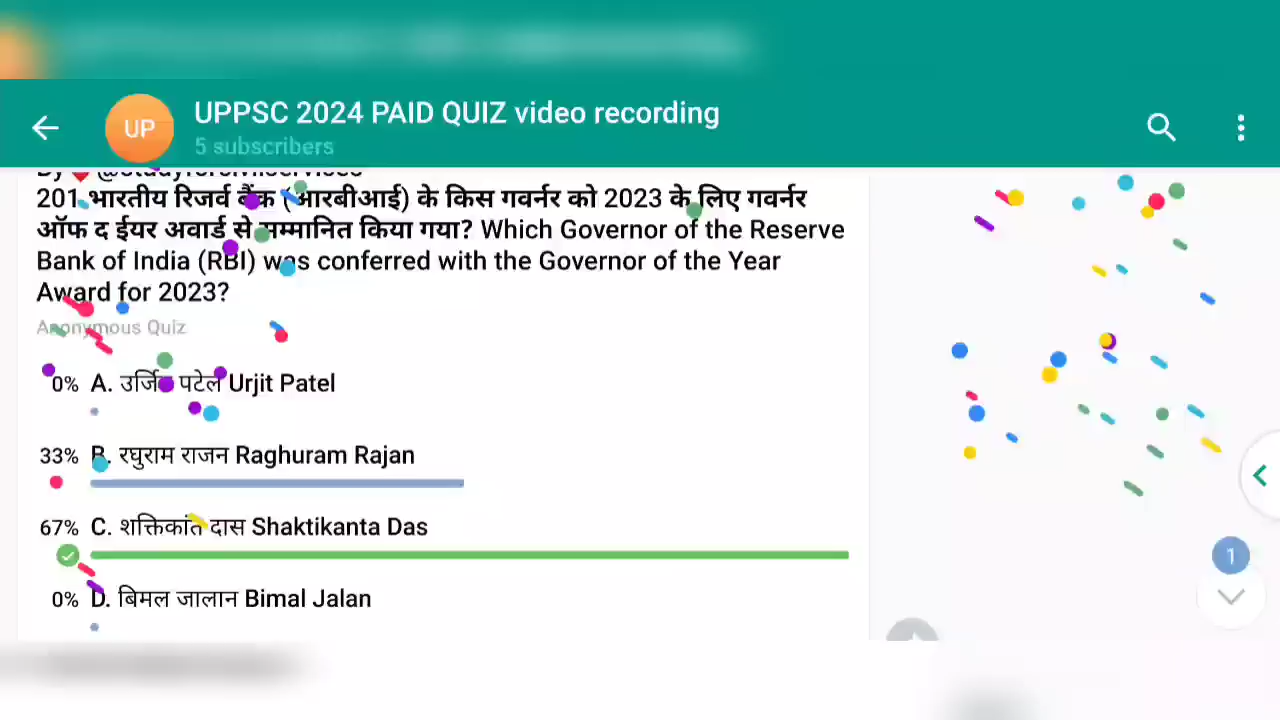 UP
UPPSC 2024 PAID QUIZ video recording
5 subscribers
By @studyforcivilservices
201.भारतीय रिजर्व बैंक (आरबीआई) के किस गवर्नर को 2023 के लिए गवर्नर
ऑफ द ईयर अवार्ड से सम्मानित किया गया? Which Governor of the Reserve
Bank of India (RBI) was conferred with the Governor of the Year
Award for 2023?
Anonymous Quiz
0% A. उर्जित पटेल Urjit Patel
33% B. रघुराम राजन Raghuram Rajan
67% C. शक्तिकांत दास Shaktikanta Das
0% D. बिमल जालान Bimal Jalan
1